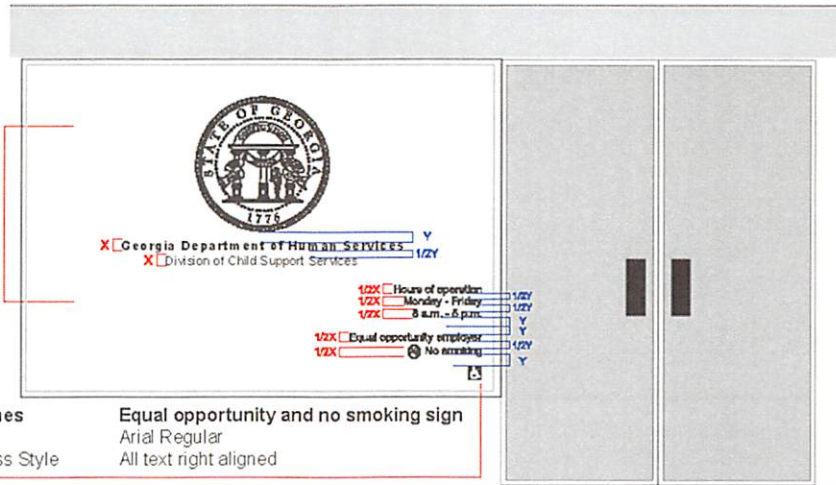 STATE OF GEORGIA
1776
Y
X Georgia Department of Human Services
1/2Y
X Division of Child Support Services
1/2X Hours of operation
1/2Y
1/2X Monday - Friday
1/2Y
1/2X 8 a.m. - 5 p.m.
Y
Y
1/2X Equal opportunity employer
1/2Y
1/2X No smoking
Y
Equal opportunity and no smoking sign
Arial Regular
ss Style
All text right aligned